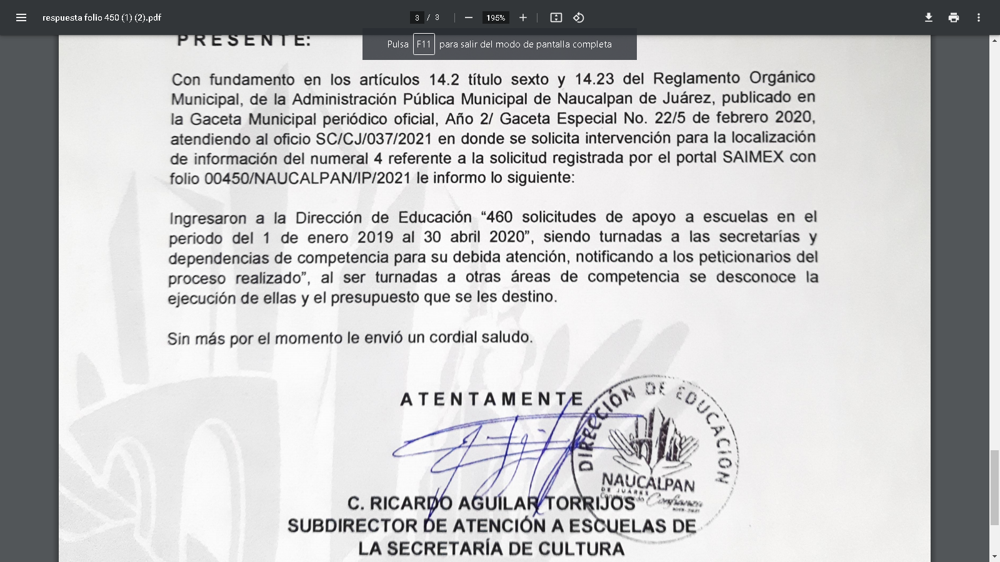 respuesta folio 450 (1) (2).pdf
3 / 3
195%
Pulsa F11 para salir del modo de pantalla completa
P R E S E N T E:
Con fundamento en los artículos 14.2 título sexto y 14.23 del Reglamento Orgánico
Municipal, de la Administración Pública Municipal de Naucalpan de Juárez, publicado en
la Gaceta Municipal periódico oficial, Año 2/ Gaceta Especial No. 22/5 de febrero 2020,
atendiendo al oficio SC/CJ/037/2021 en donde se solicita intervención para la localización
de información del numeral 4 referente a la solicitud registrada por el portal SAIMEX con
folio 00450/NAUCALPAN/IP/2021 le informo lo siguiente:
Ingresaron a la Dirección de Educación “460 solicitudes de apoyo a escuelas en el
periodo del 1 de enero 2019 al 30 abril 2020”, siendo turnadas a las secretarías y
dependencias de competencia para su debida atención, notificando a los peticionarios del
proceso realizado”, al ser turnadas a otras áreas de competencia se desconoce la
ejecución de ellas y el presupuesto que se les destino.
Sin más por el momento le envió un cordial saludo.
A T E N T A M E N T E
DIRECCIÓN DE EDUCACIÓN
NAUCALPAN
DE JUÁREZ
Construyendo Confianza
C. RICARDO AGUILAR TORRIJOS
SUBDIRECTOR DE ATENCIÓN A ESCUELAS DE
LA SECRETARÍA DE CULTURA